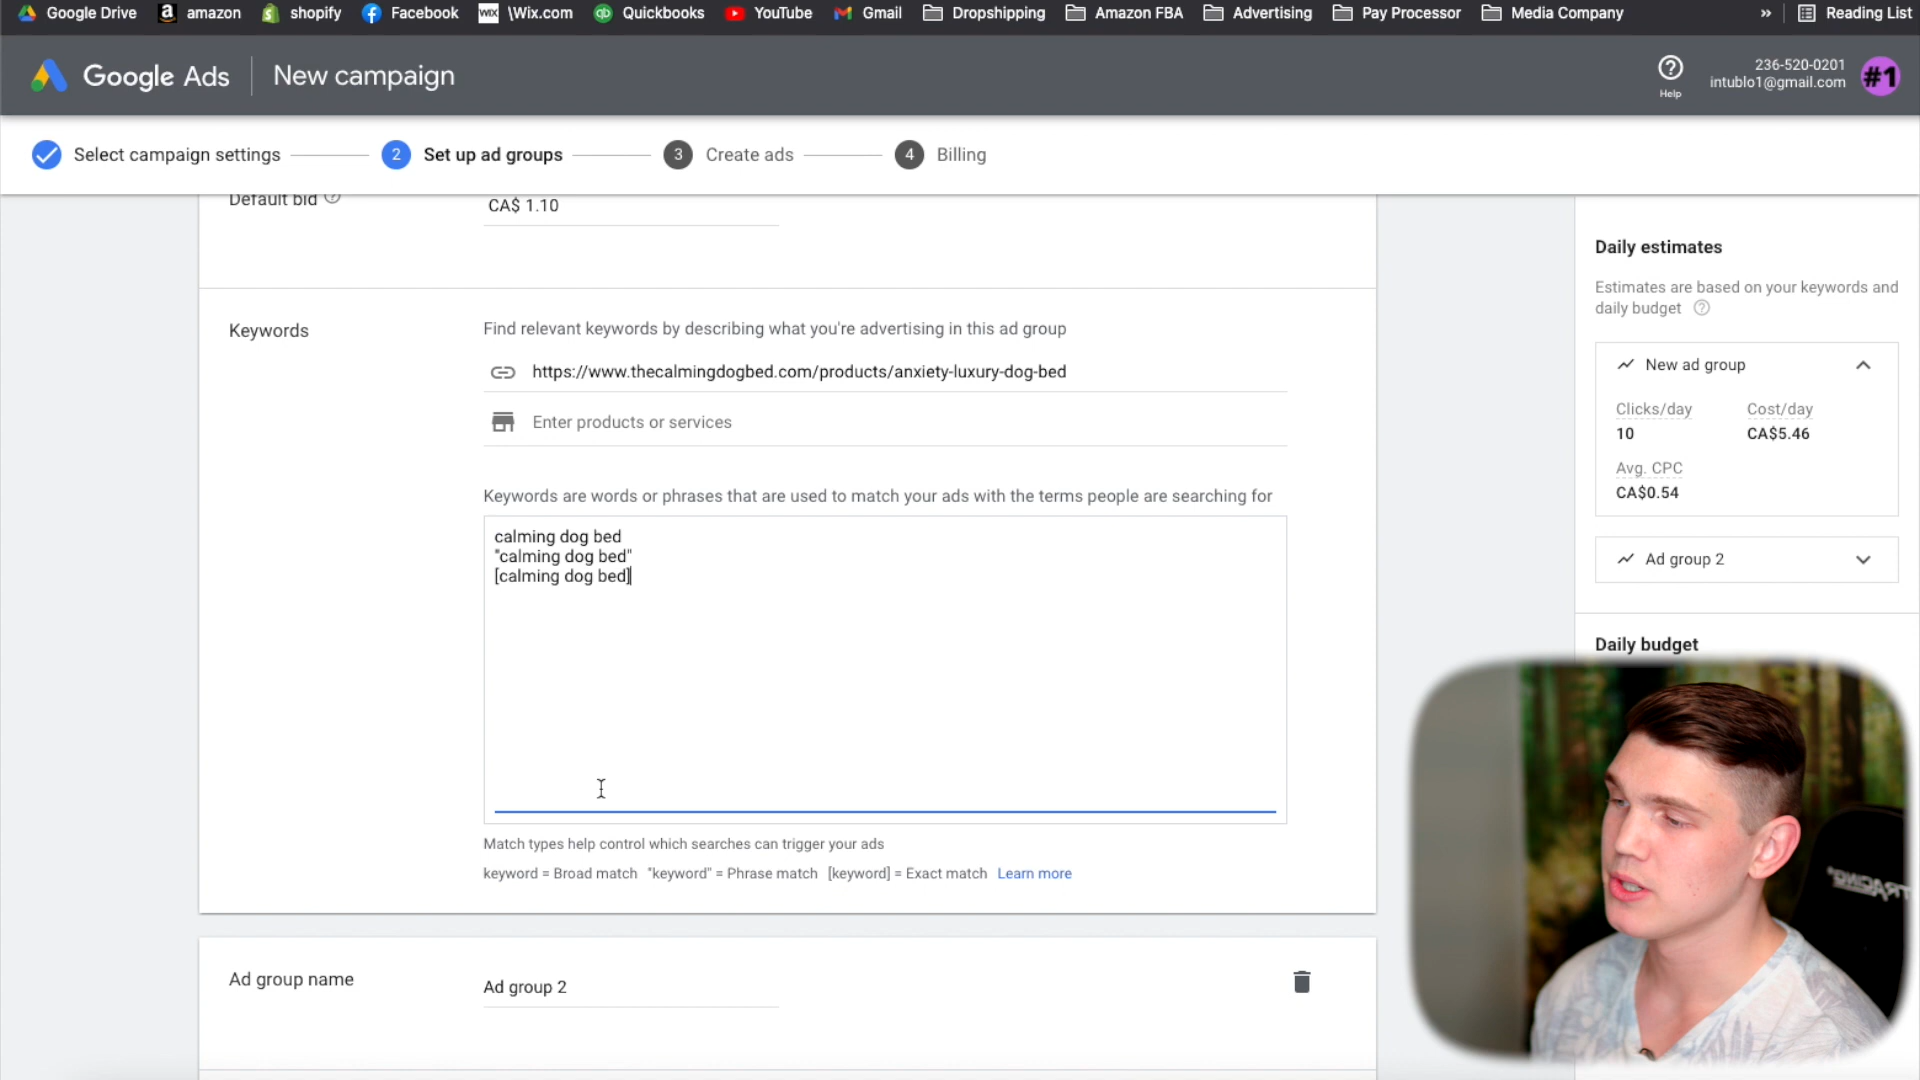 Google Drive amazon shopify Facebook WIX \Wix.com qb Quickbooks YouTube Gmail Dropshipping Amazon FBA Advertising Pay Processor Media Company » Reading List
Google Ads New campaign
Help
236-520-0201
intublo1@gmail.com
#1
Select campaign settings 2 Set up ad groups 3 Create ads 4 Billing
Default bid CA$ 1.10
Keywords
Find relevant keywords by describing what you're advertising in this ad group
https://www.thecalmingdogbed.com/products/anxiety-luxury-dog-bed
Enter products or services
Keywords are words or phrases that are used to match your ads with the terms people are searching for
calming dog bed
"calming dog bed"
[calming dog bed]
Match types help control which searches can trigger your ads
keyword = Broad match "keyword" = Phrase match [keyword] = Exact match Learn more
Ad group name
Ad group 2
Daily estimates
Estimates are based on your keywords and
daily budget
New ad group
Clicks/day Cost/day
10 CA$5.46
Avg. CPC
CA$0.54
Ad group 2
Daily budget